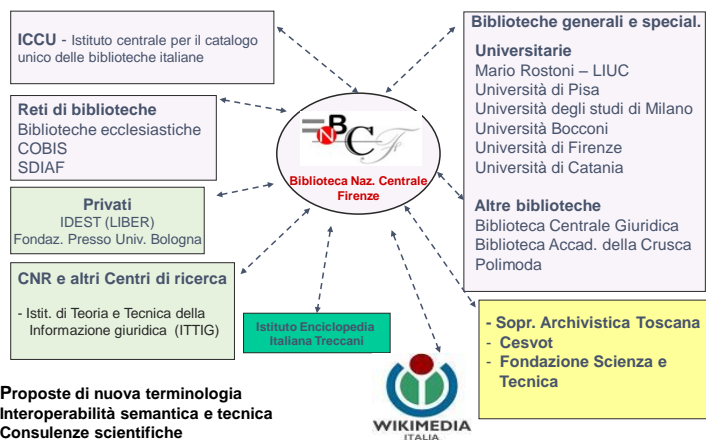 ICCU - Istituto centrale per il catalogo
unico delle biblioteche italiane
Reti di biblioteche
Biblioteche ecclesiastiche
COBIS
SDIAF
Privati
IDEST (LIBER)
Fondaz. Presso Univ. Bologna
CNR e altri Centri di ricerca
- Istit. di Teoria e Tecnica della
Informazione giuridica (ITTIG)
Proposte di nuova terminologia
Interoperabilità semantica e tecnica
Consulenze scientifiche
BNCF
Biblioteca Naz. Centrale
Firenze
Istituto Enciclopedia
Italiana Treccani
WIKIMEDIA
ITALIA
Biblioteche generali e special.
Universitarie
Mario Rostoni – LIUC
Università di Pisa
Università degli studi di Milano
Università Bocconi
Università di Firenze
Università di Catania
Altre biblioteche
Biblioteca Centrale Giuridica
Biblioteca Accad. della Crusca
Polimoda
- Sopr. Archivistica Toscana
- Cesvot
- Fondazione Scienza e
Tecnica